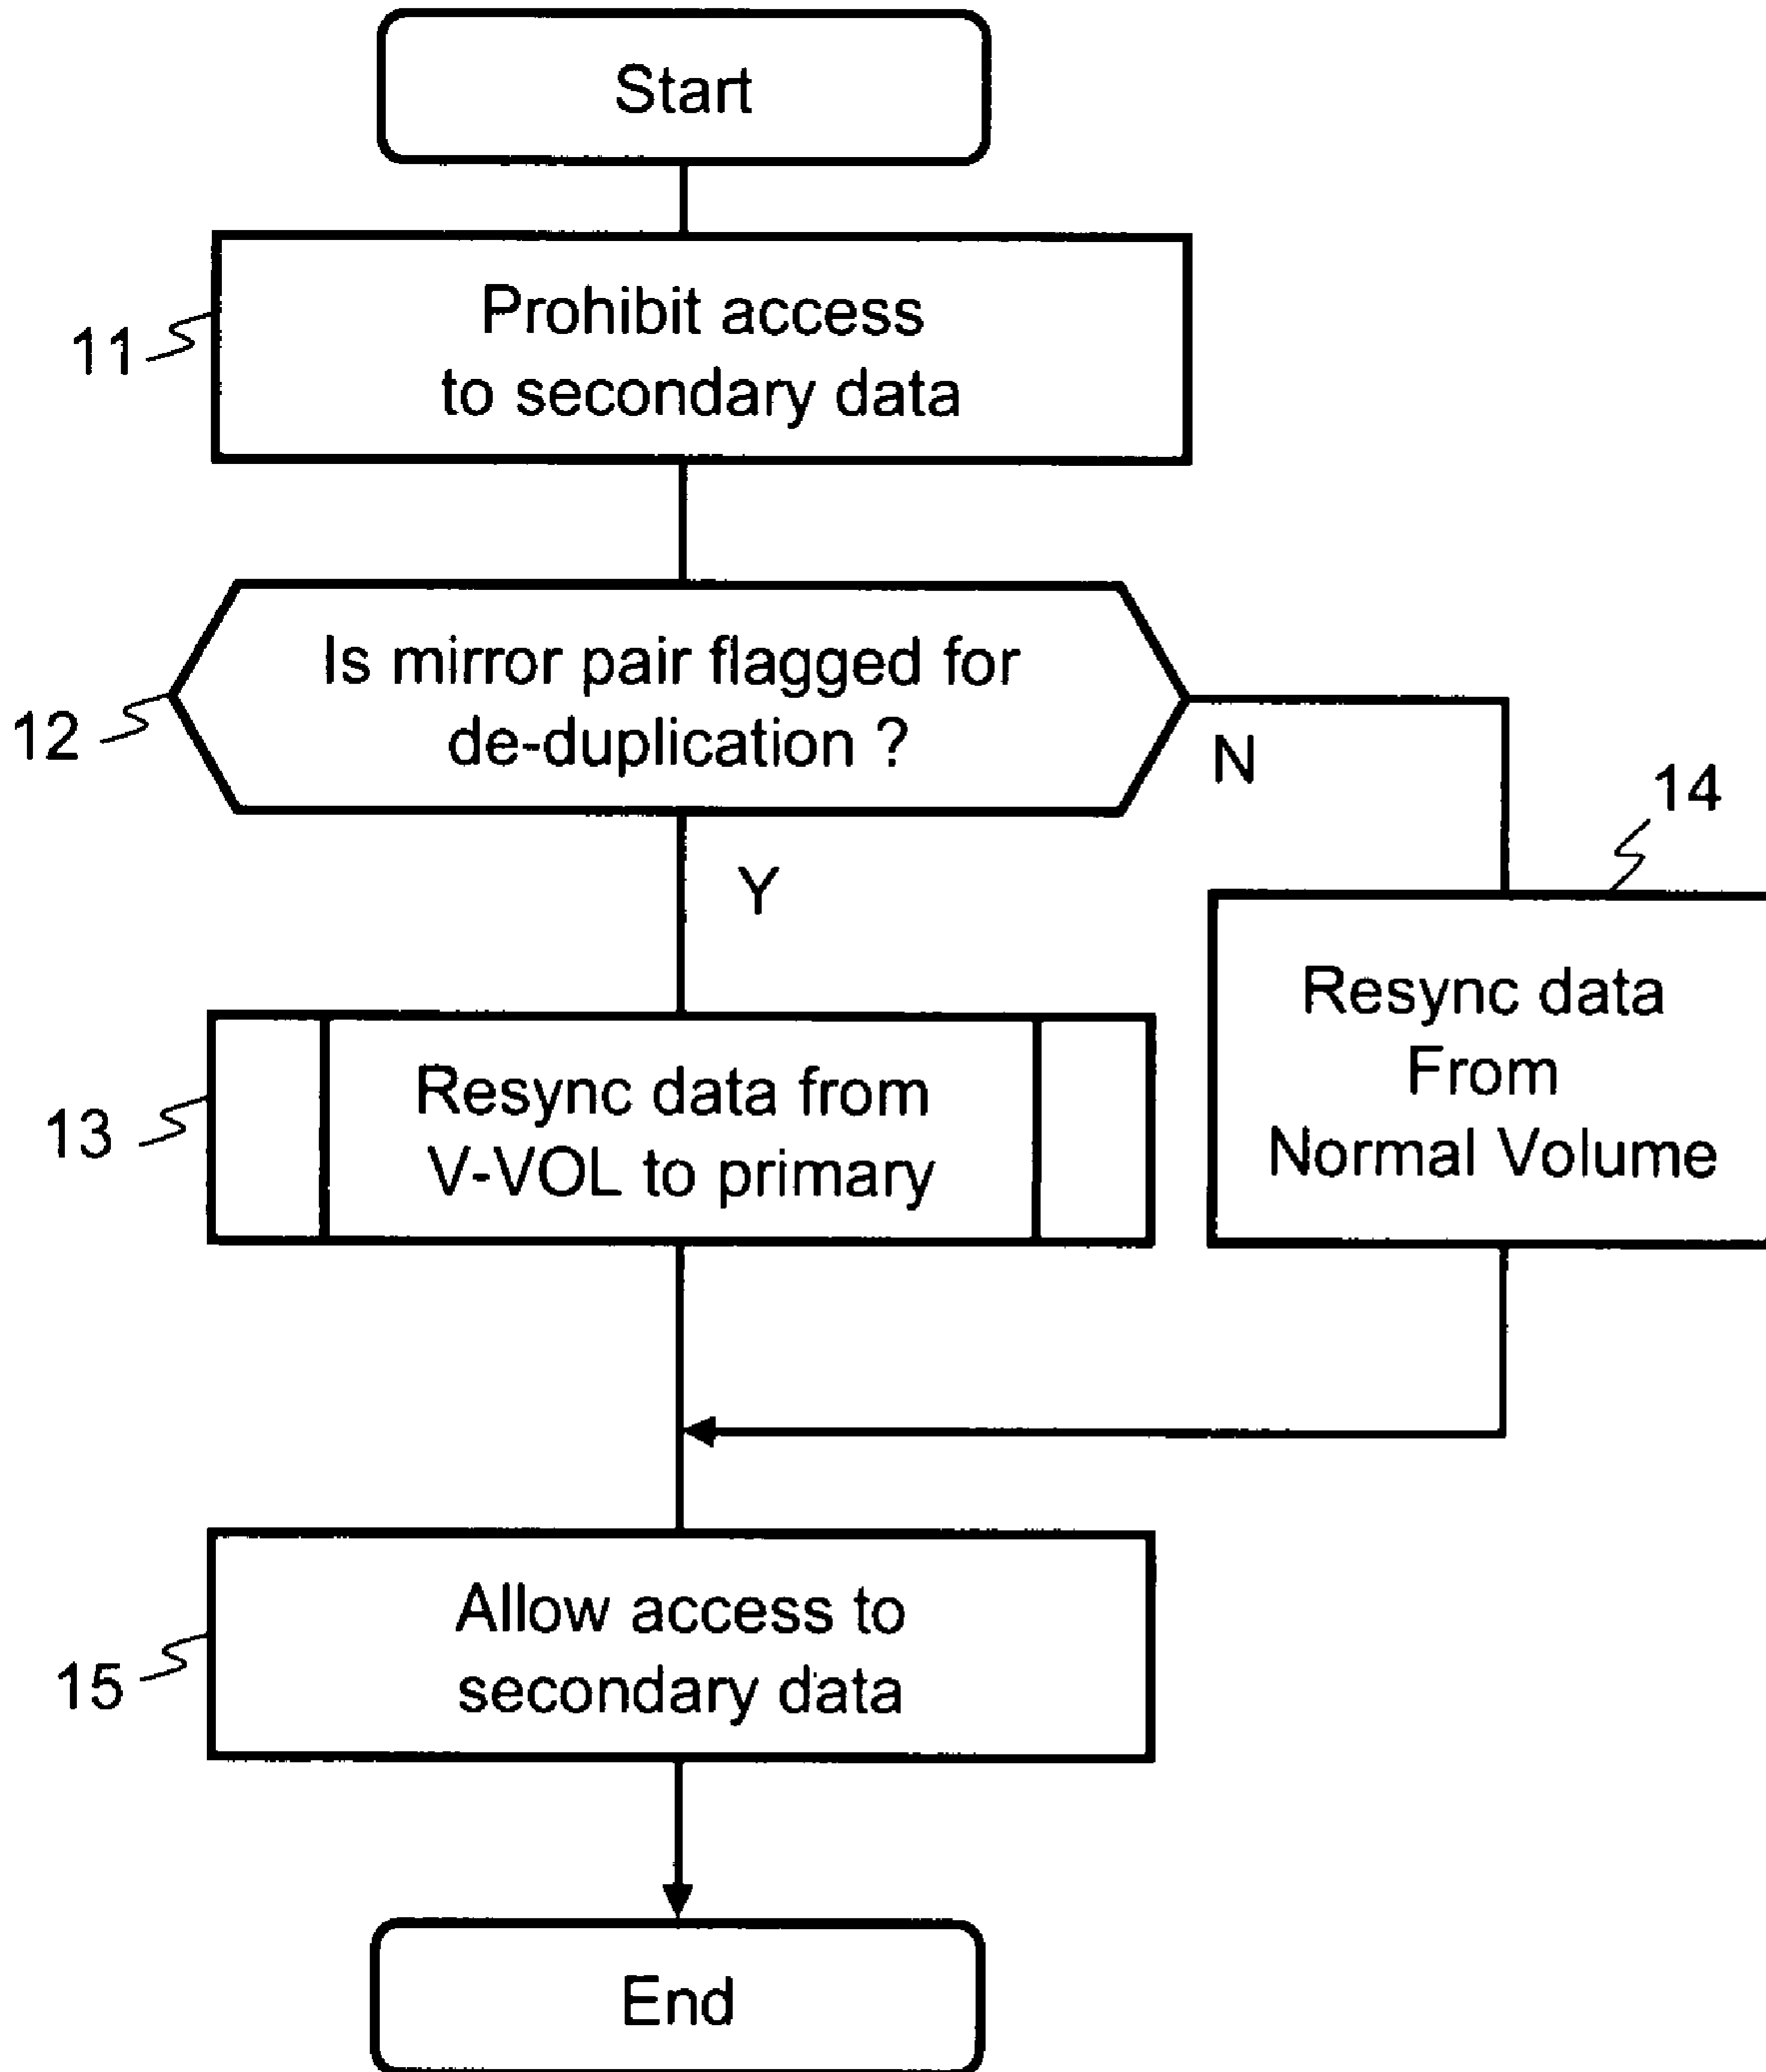 Start
11
Prohibit access
to secondary data
12
Is mirror pair flagged for
de-duplication ?
N
Y
14
Resync data
From
Normal Volume
13
Resync data from
V-VOL to primary
15
Allow access to
secondary data
End